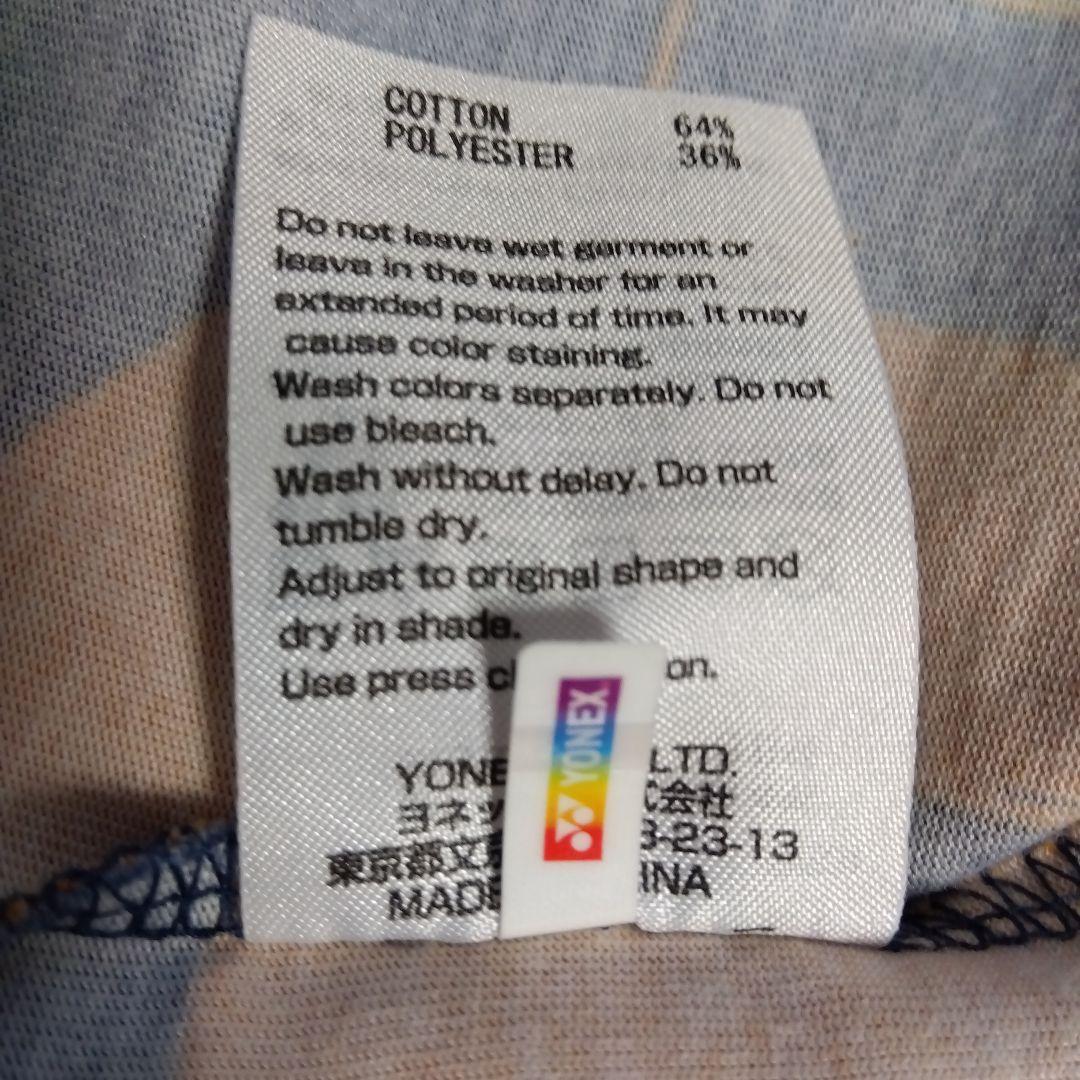 COTTON 64%
POLYESTER 36%
Do not leave wet garment or
leave in the washer for an
extended period of time. It may
cause color staining.
Wash colors separately. Do not
use bleach.
Wash without delay. Do not
tumble dry.
Adjust to original shape and
dry in shade.
Use press
YONEX
LTD.
ヨネッ 式会社
東京都文 3-23-13
MADE INA